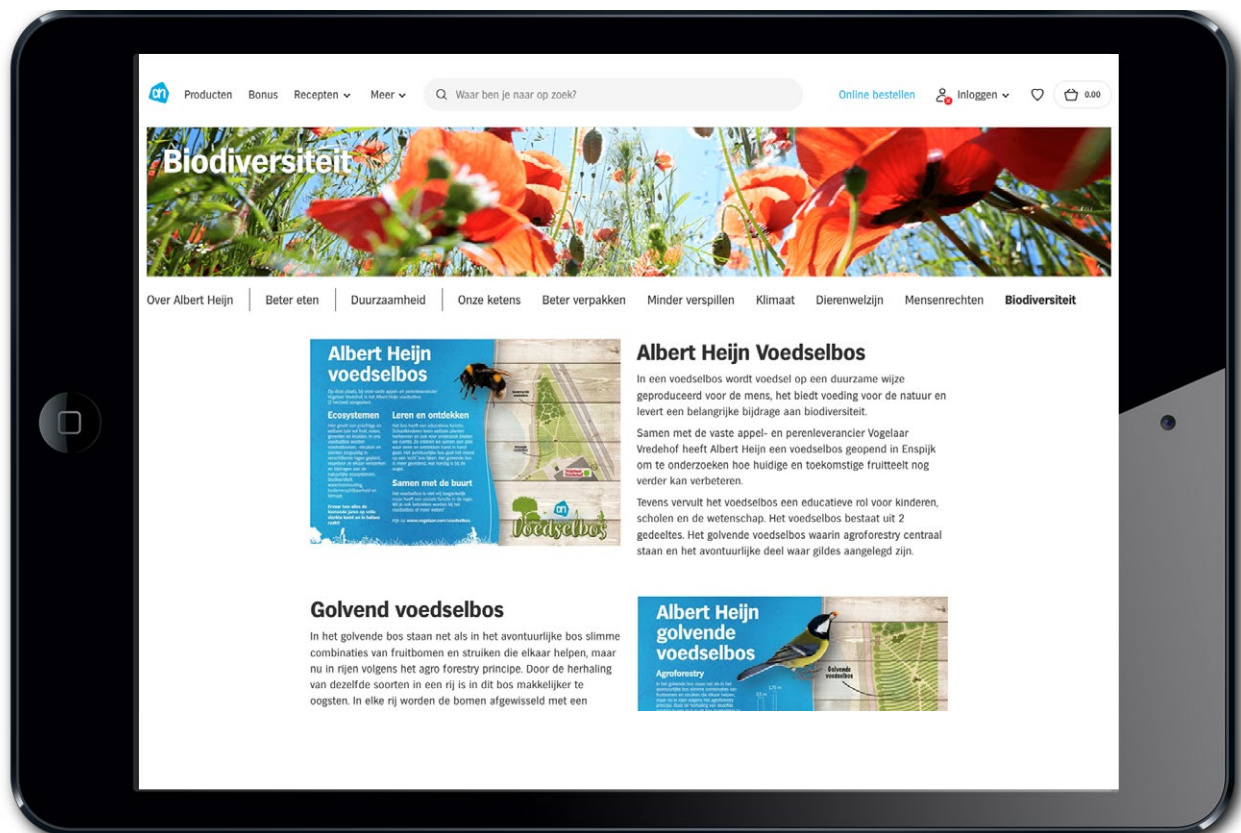 Producten Bonus Recepten Meer Waar ben je naar op zoek? Online bestellen Inloggen 0.00
Biodiversiteit
Over Albert Heijn Beter eten Duurzaamheid Onze ketens Beter verpakken Minder verspillen Klimaat Dierenwelzijn Mensenrechten Biodiversiteit
Albert Heijn
voedselbos
Ecosystemen
Leren en ontdekken
Samen met de buurt
Voedselbos
Albert Heijn Voedselbos
In een voedselbos wordt voedsel op een duurzame wijze
geproduceerd voor de mens, het biedt voeding voor de natuur en
levert een belangrijke bijdrage aan biodiversiteit.
Samen met de vaste appel- en perenleverancier Vogelaar
Vredehof heeft Albert Heijn een voedselbos geopend in Enspijk
om te onderzoeken hoe huidige en toekomstige fruitteelt nog
verder kan verbeteren.
Tevens vervult het voedselbos een educatieve rol voor kinderen,
scholen en de wetenschap. Het voedselbos bestaat uit 2
gedeeltes. Het golvende voedselbos waarin agroforestry centraal
staan en het avontuurlijke deel waar gildes aangelegd zijn.
Golvend voedselbos
In het golvende bos staan net als in het avontuurlijke bos slimme
combinaties van fruitbomen en struiken die elkaar helpen, maar
nu in rijen volgens het agro forestry principe. Door de herhaling
van dezelfde soorten in een rij is in dit bos makkelijker te
oogsten. In elke rij worden de bomen afgewisseld met een
Albert Heijn
golvende
voedselbos
Agroforestry
Golvende
voedselbos